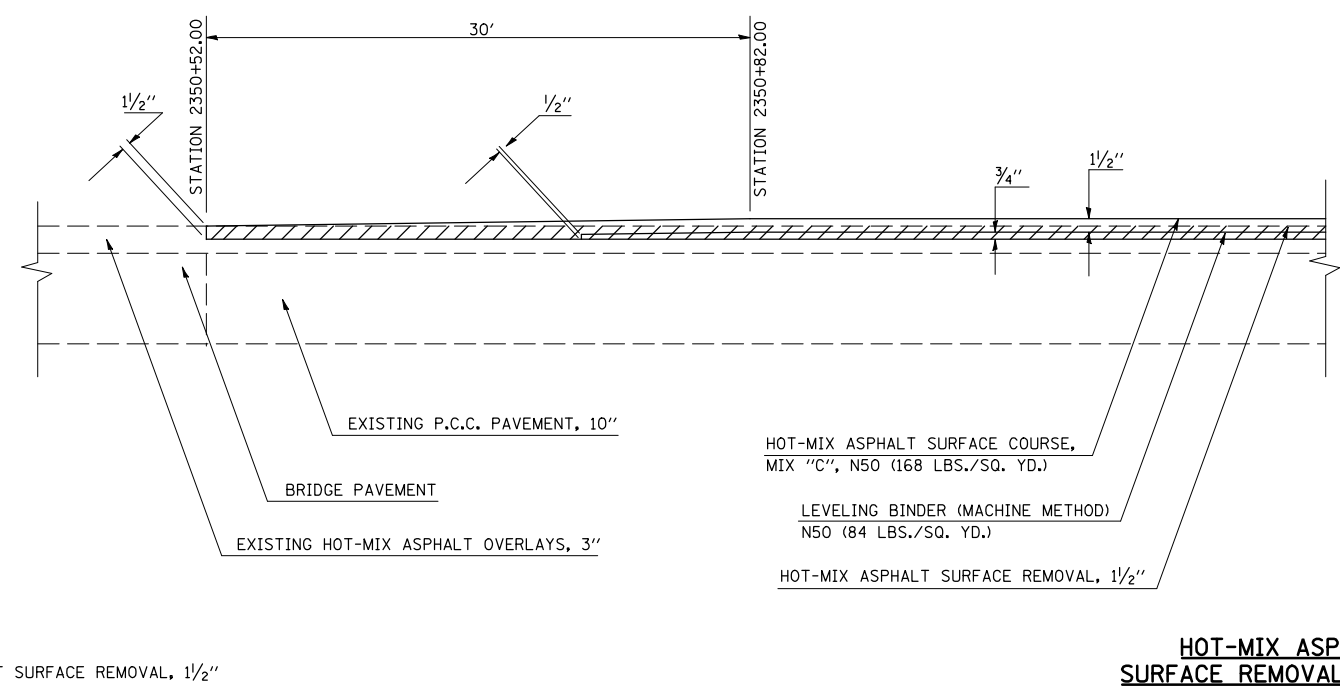 30'
STATION 2350+52.00
STATION 2350+82.00
1½"
½"
¾"
1½"
EXISTING P.C.C. PAVEMENT, 10"
BRIDGE PAVEMENT
EXISTING HOT-MIX ASPHALT OVERLAYS, 3"
HOT-MIX ASPHALT SURFACE COURSE,
MIX "C", N50 (168 LBS./SQ. YD.)
LEVELING BINDER (MACHINE METHOD)
N50 (84 LBS./SQ. YD.)
HOT-MIX ASPHALT SURFACE REMOVAL, 1½"
T SURFACE REMOVAL, 1½"
HOT-MIX ASP
SURFACE REMOVAL